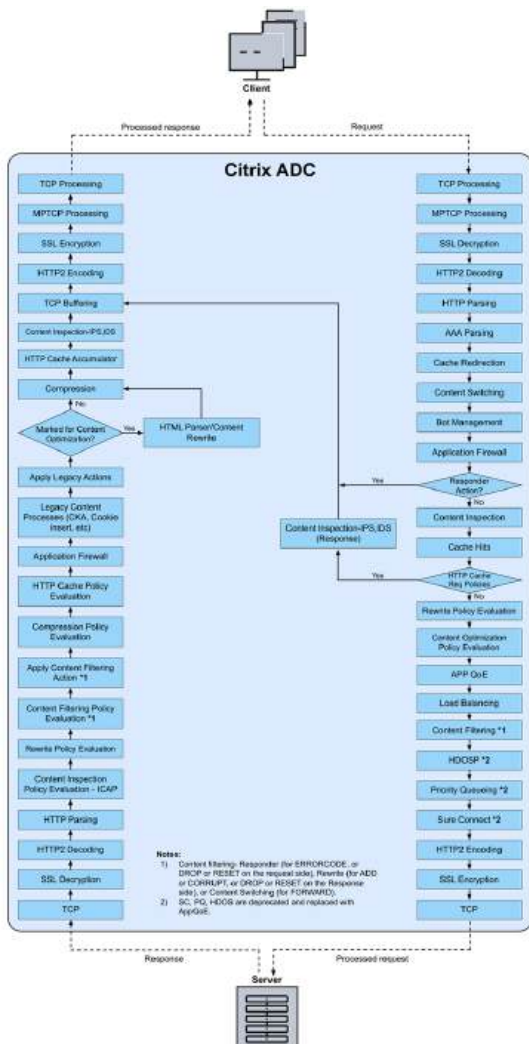 Client
Processed response
Request
Citrix ADC
TCP Processing
MPTCP Processing
SSL Encryption
HTTP2 Encoding
TCP Buffering
Content Inspection-IPS,IDS
HTTP Cache Accumulator
Compression
No
Marked for Content
Optimization?
Yes
HTML Parser/Content
Rewrite
Apply Legacy Actions
Legacy Content
Processes (CKA, Cookie
insert, etc)
Application Firewall
HTTP Cache Policy
Evaluation
Compression Policy
Evaluation
Apply Content Filtering
Action *1
Content Filtering Policy
Evaluation *1
Rewrite Policy Evaluation
Content Inspection
Policy Evaluation - ICAP
HTTP Parsing
HTTP2 Decoding
SSL Decryption
TCP
TCP Processing
MPTCP Processing
SSL Decryption
HTTP2 Decoding
HTTP Parsing
AAA Parsing
Cache Redirection
Content Switching
Bot Management
Application Firewall
Responder
Action?
Yes
No
Content Inspection-IPS,IDS
(Response)
Content Inspection
Cache Hits
HTTP Cache
Req Policies
Yes
No
Rewrite Policy Evaluation
Content Optimization
Policy Evaluation
APP QoE
Load Balancing
Content Filtering *1
HDOSP *2
Priority Queueing *2
Sure Connect *2
HTTP2 Encoding
SSL Encryption
TCP
Notes:
1) Content filtering- Responder (for ERRORCODE, or
DROP or RESET on the request side), Rewrite (for ADD
or CORRUPT, or DROP or RESET on the Response
side), or Content Switching (for FORWARD).
2) SC, PQ, HDOS are deprecated and replaced with
AppQoE.
Response
Processed request
Server